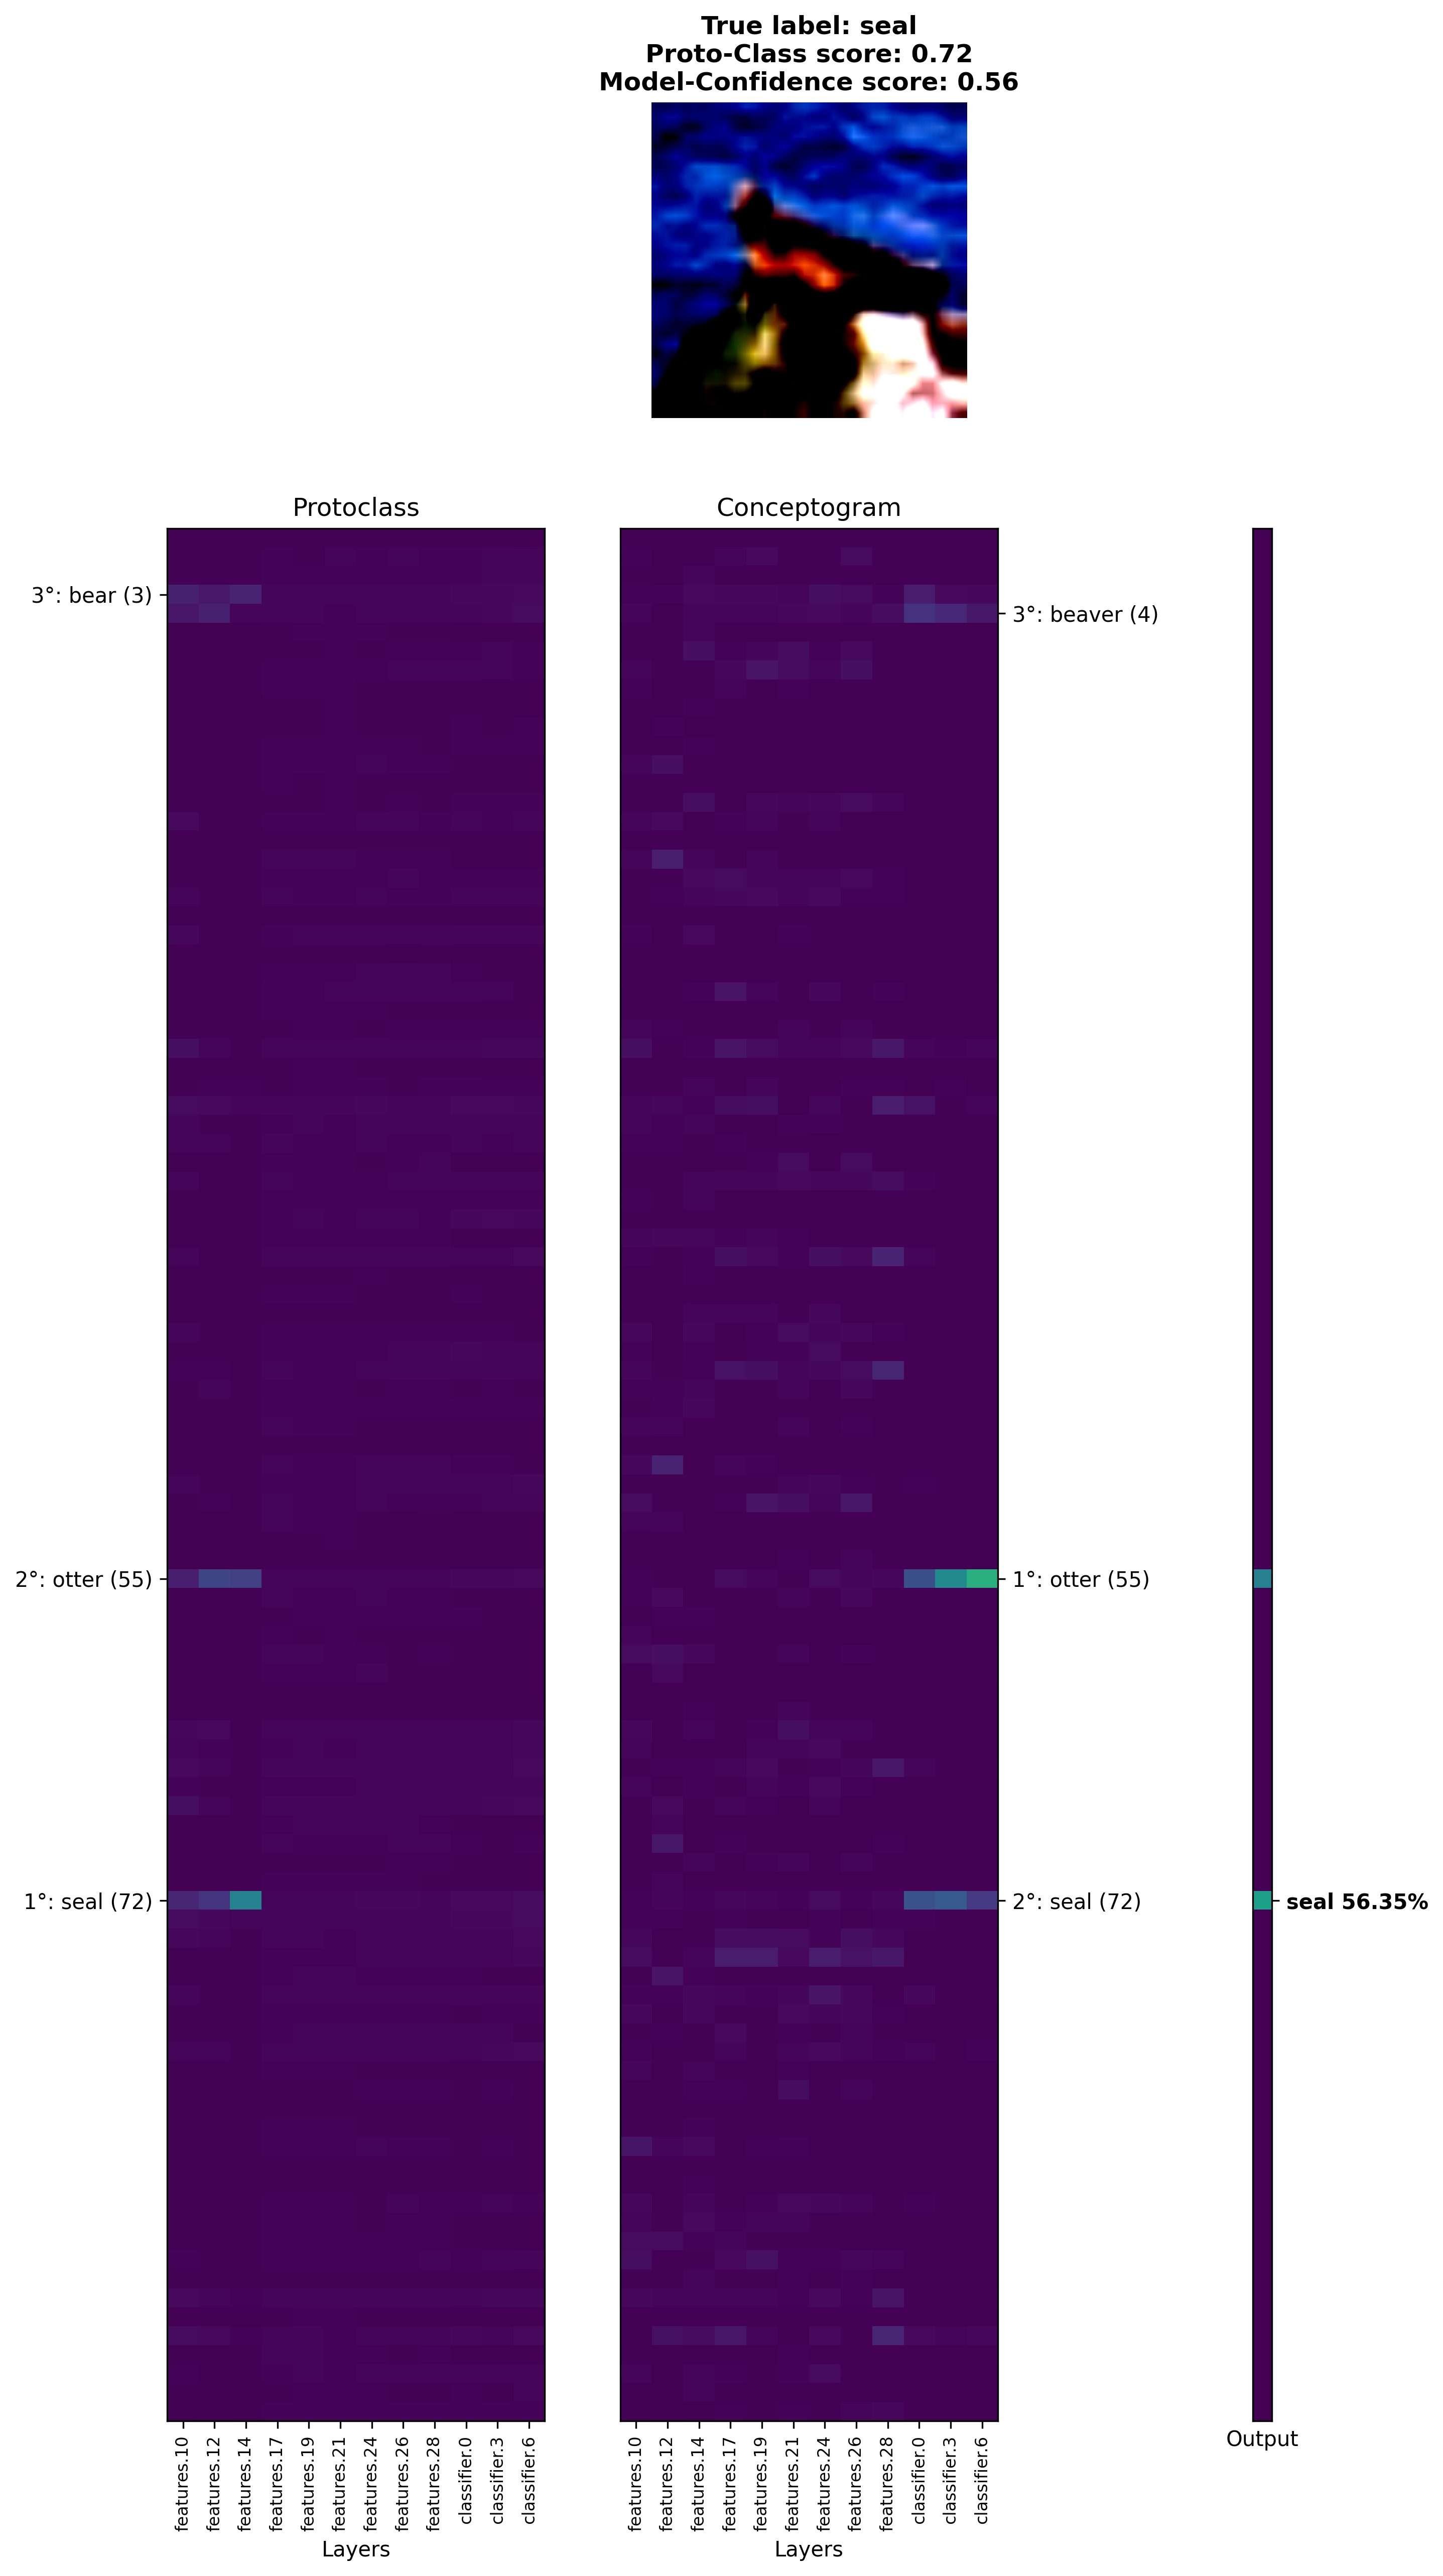 True label: seal
Proto-Class score: 0.72
Model-Confidence score: 0.56
Protoclass
Conceptogram
3°: bear (3)
3°: beaver (4)
2°: otter (55)
1°: otter (55)
1°: seal (72)
2°: seal (72)
seal 56.35%
features.10
features.12
features.14
features.17
features.19
features.21
features.24
features.26
features.28
classifier.0
classifier.3
classifier.6
Layers
features.10
features.12
features.14
features.17
features.19
features.21
features.24
features.26
features.28
classifier.0
classifier.3
classifier.6
Layers
Output